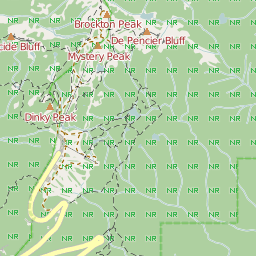 Brockton Peak
De Pencier Bluff
cide Bluff
Mystery Peak
Dinky Peak
NR